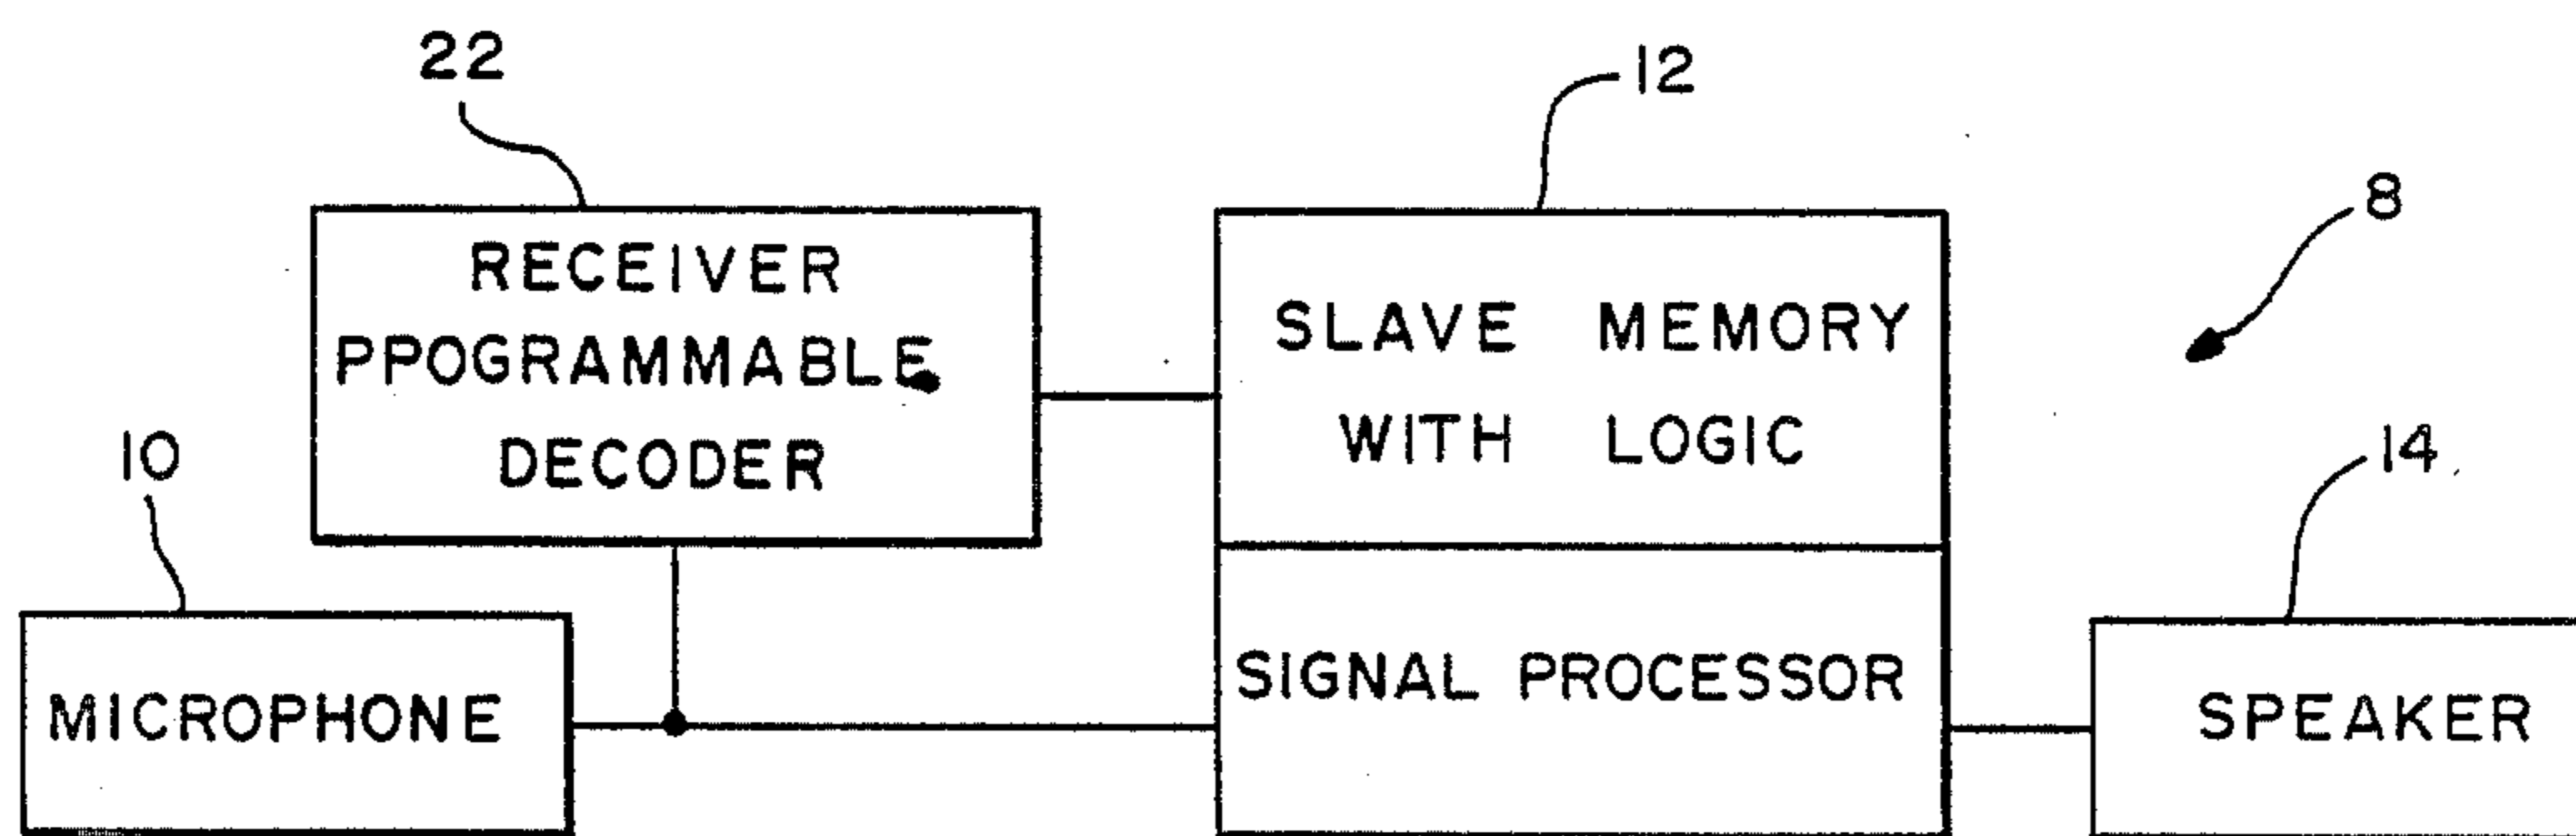 22
12
8
RECEIVER
PPOGRAMMABLE
DECODER
SLAVE MEMORY
WITH LOGIC
10
14
MICROPHONE
SIGNAL PROCESSOR
SPEAKER